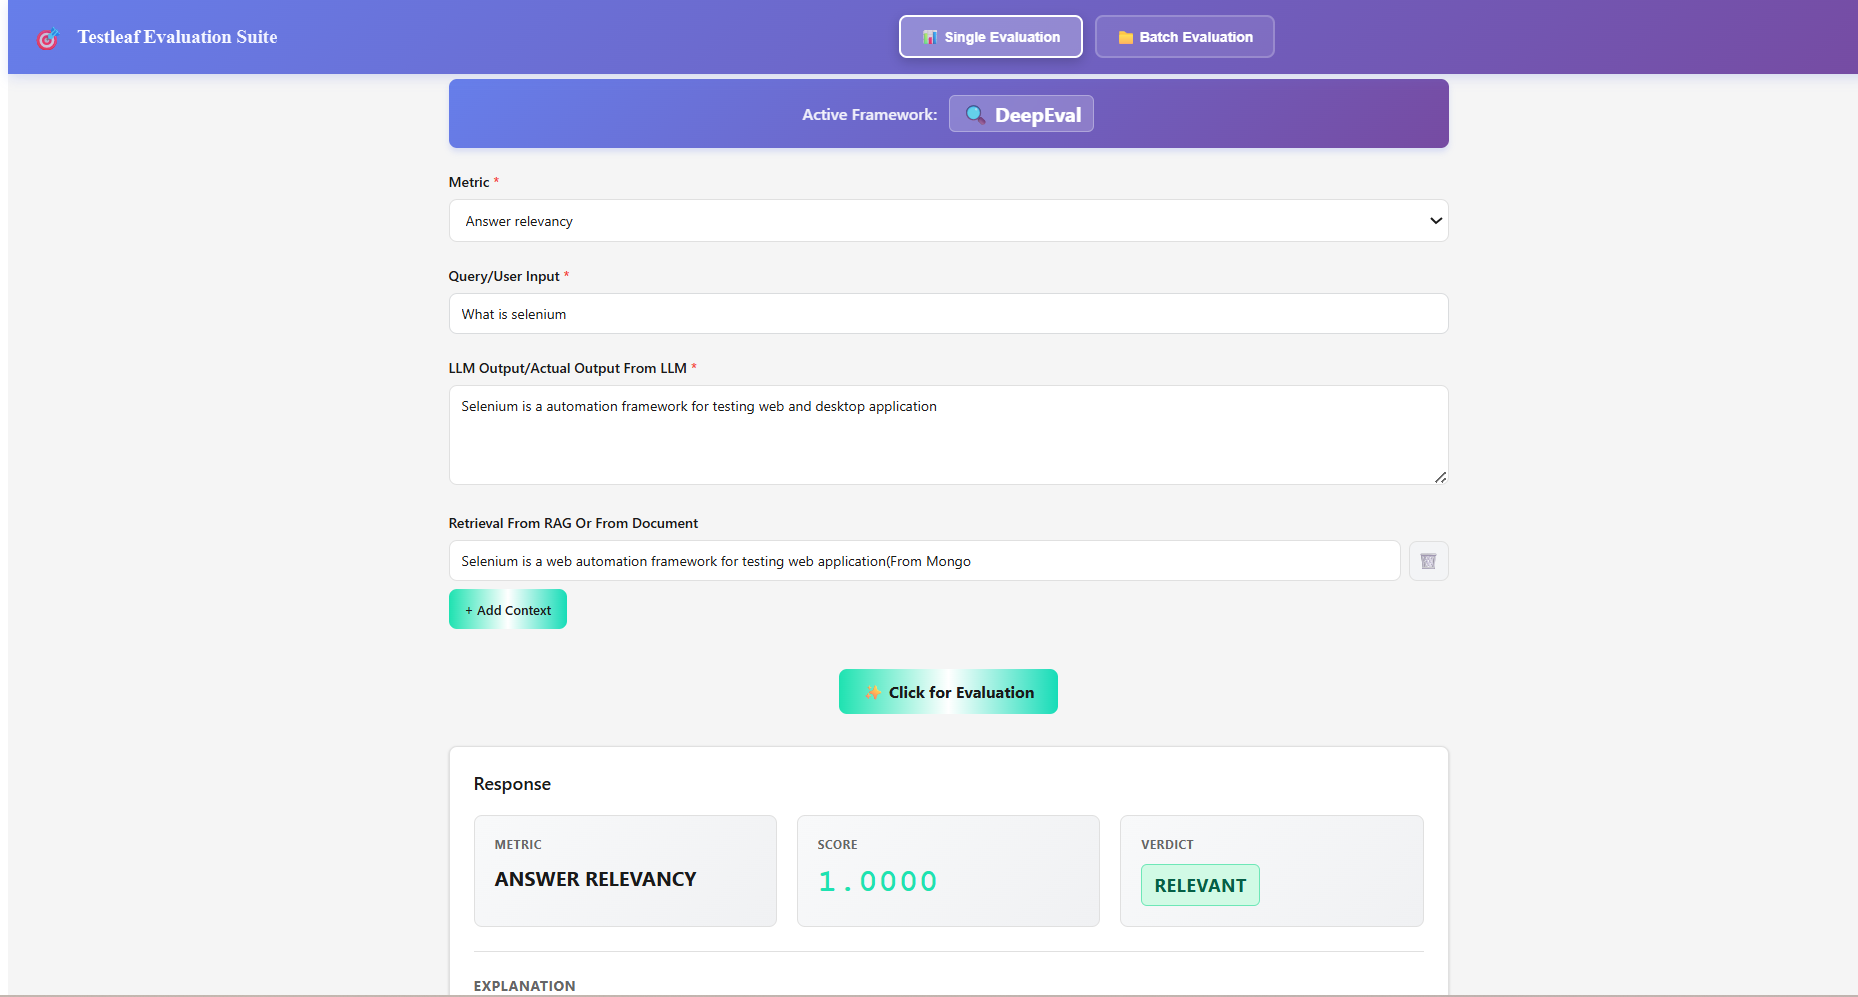 Testleaf Evaluation Suite
Single Evaluation
Batch Evaluation
Active Framework: DeepEval
Metric *
Answer relevancy
Query/User Input *
What is selenium
LLM Output/Actual Output From LLM *
Selenium is a automation framework for testing web and desktop application
Retrieval From RAG Or From Document
Selenium is a web automation framework for testing web application(From Mongo
+ Add Context
Click for Evaluation
Response
METRIC
ANSWER RELEVANCY
SCORE
1.0000
VERDICT
RELEVANT
EXPLANATION